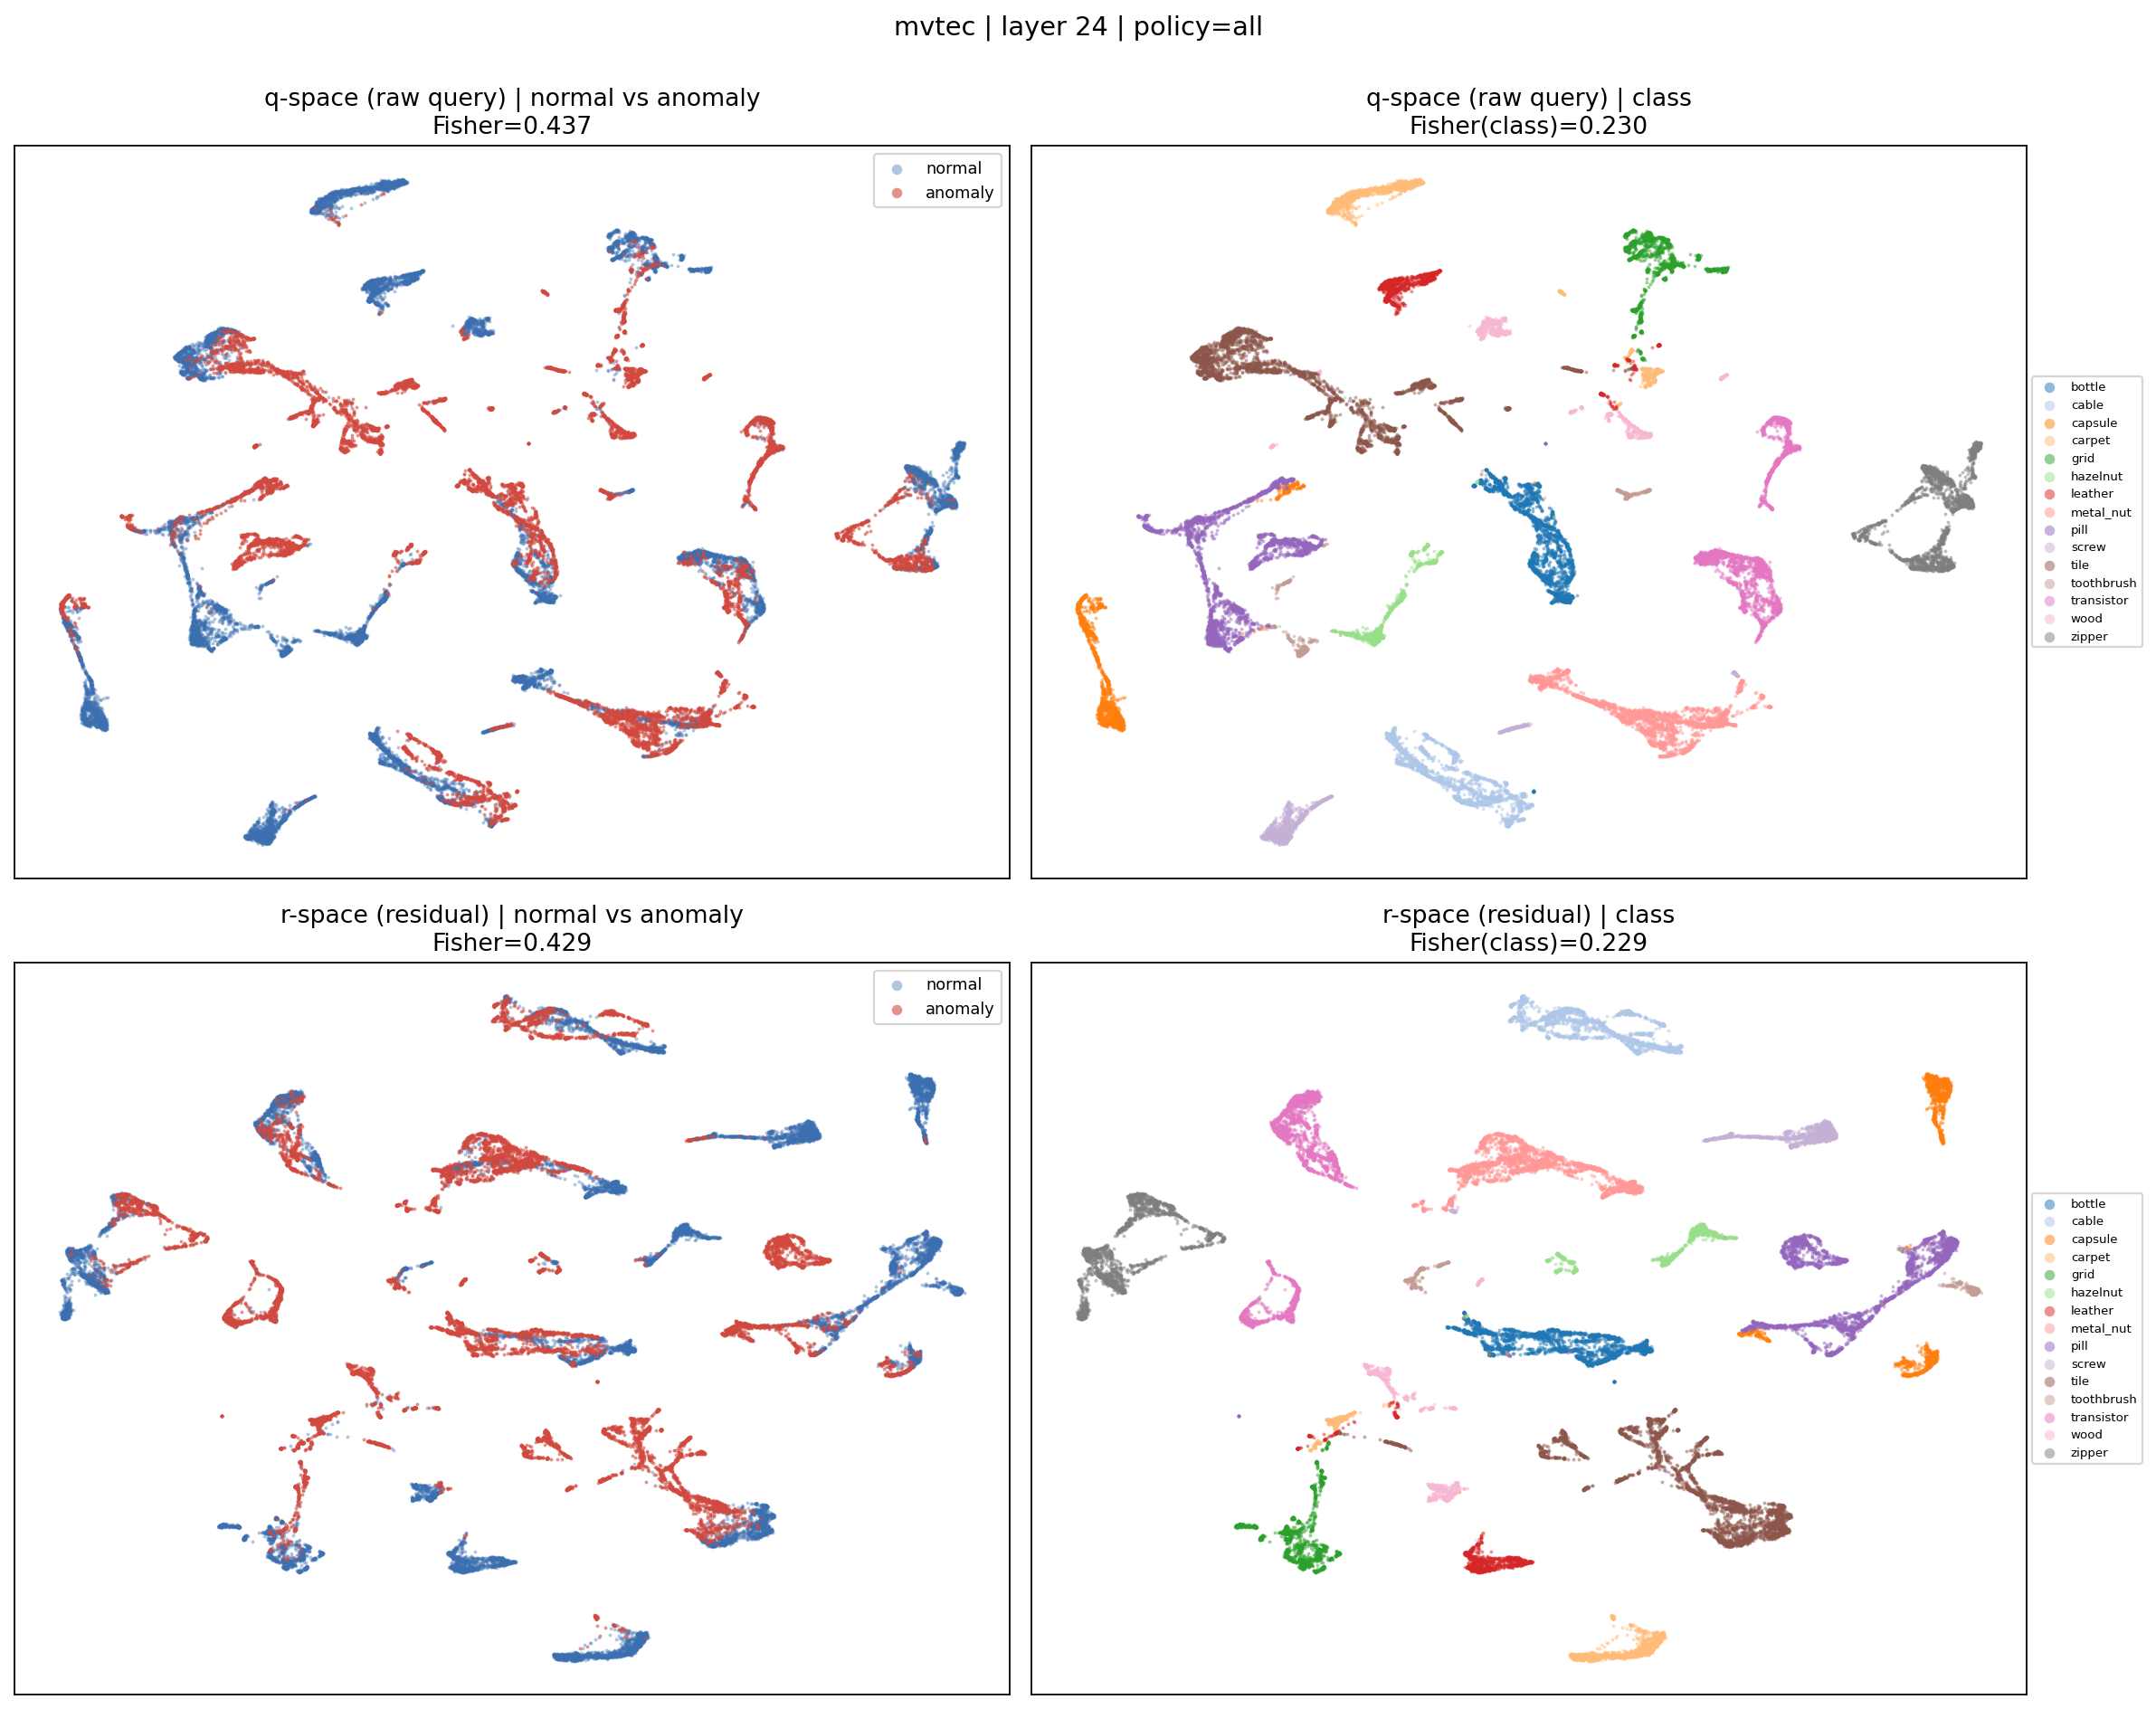 mvtec | layer 24 | policy=all
q-space (raw query) | normal vs anomaly
Fisher=0.437
normal
anomaly
q-space (raw query) | class
Fisher(class)=0.230
bottle
cable
capsule
carpet
grid
hazelnut
leather
metal_nut
pill
screw
tile
toothbrush
transistor
wood
zipper
r-space (residual) | normal vs anomaly
Fisher=0.429
normal
anomaly
r-space (residual) | class
Fisher(class)=0.229
bottle
cable
capsule
carpet
grid
hazelnut
leather
metal_nut
pill
screw
tile
toothbrush
transistor
wood
zipper